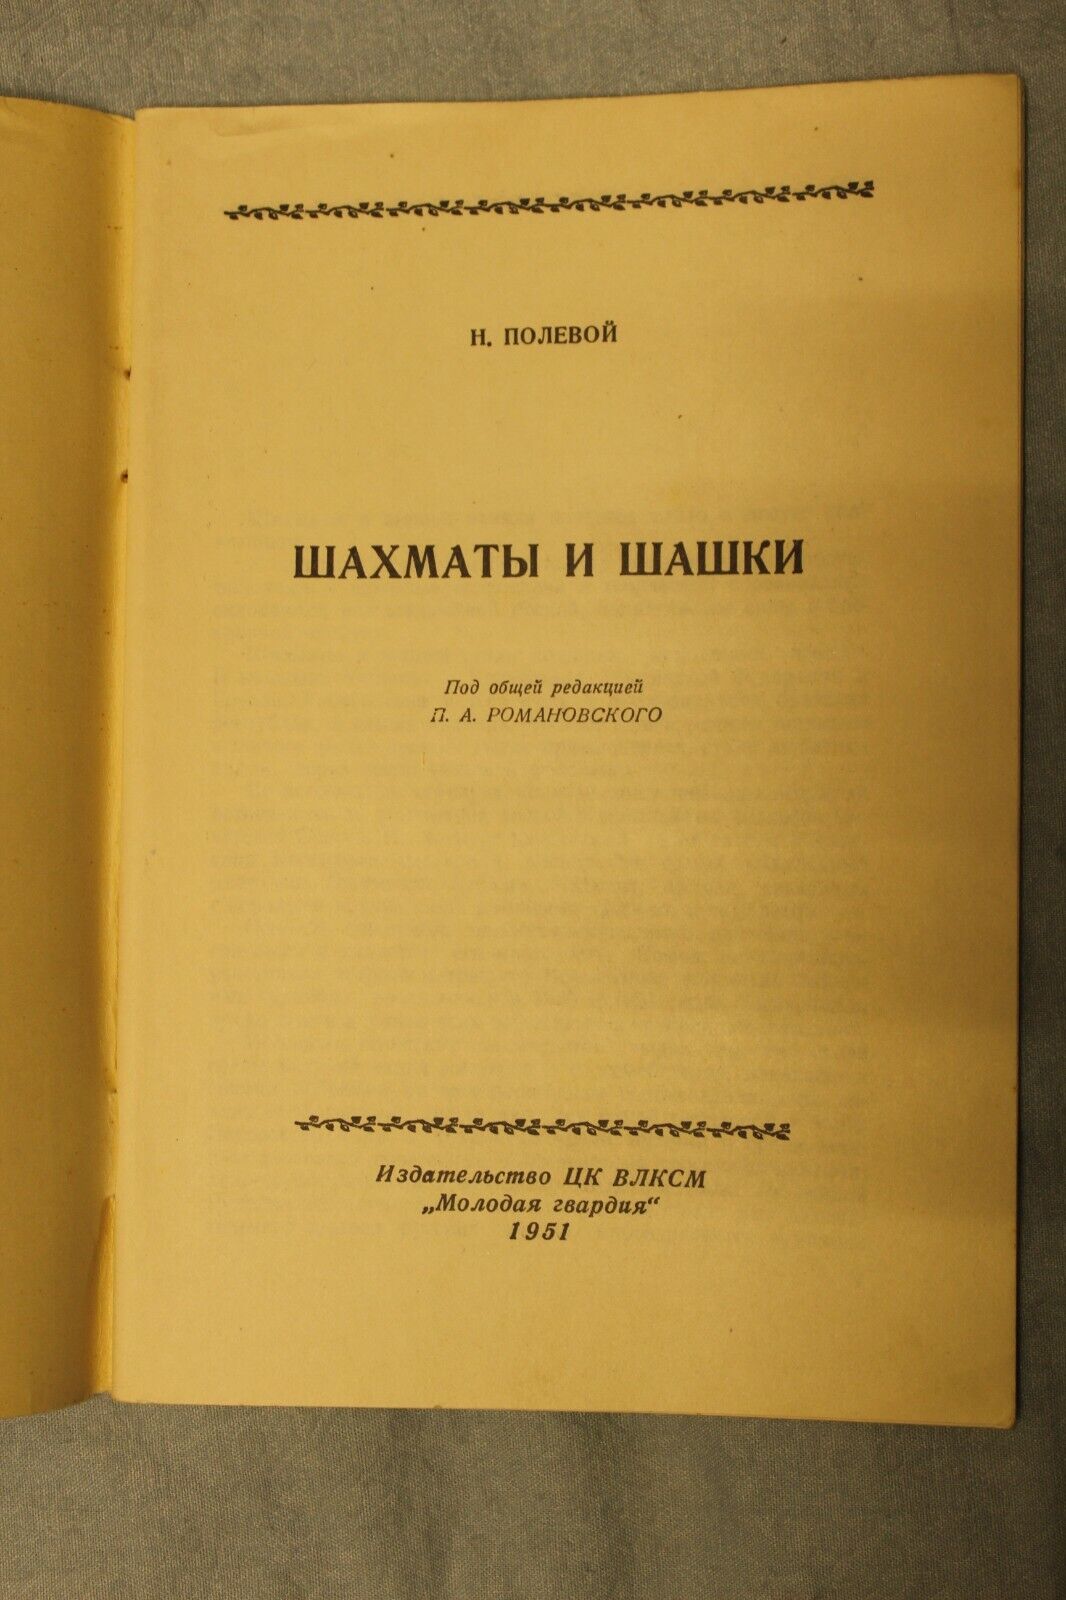 Н. ПОЛЕВОЙ
ШАХМАТЫ И ШАШКИ
Под общей редакцией
П. А. РОМАНОВСКОГО
Издательство ЦК ВЛКСМ
„Молодая гвардия“
1951